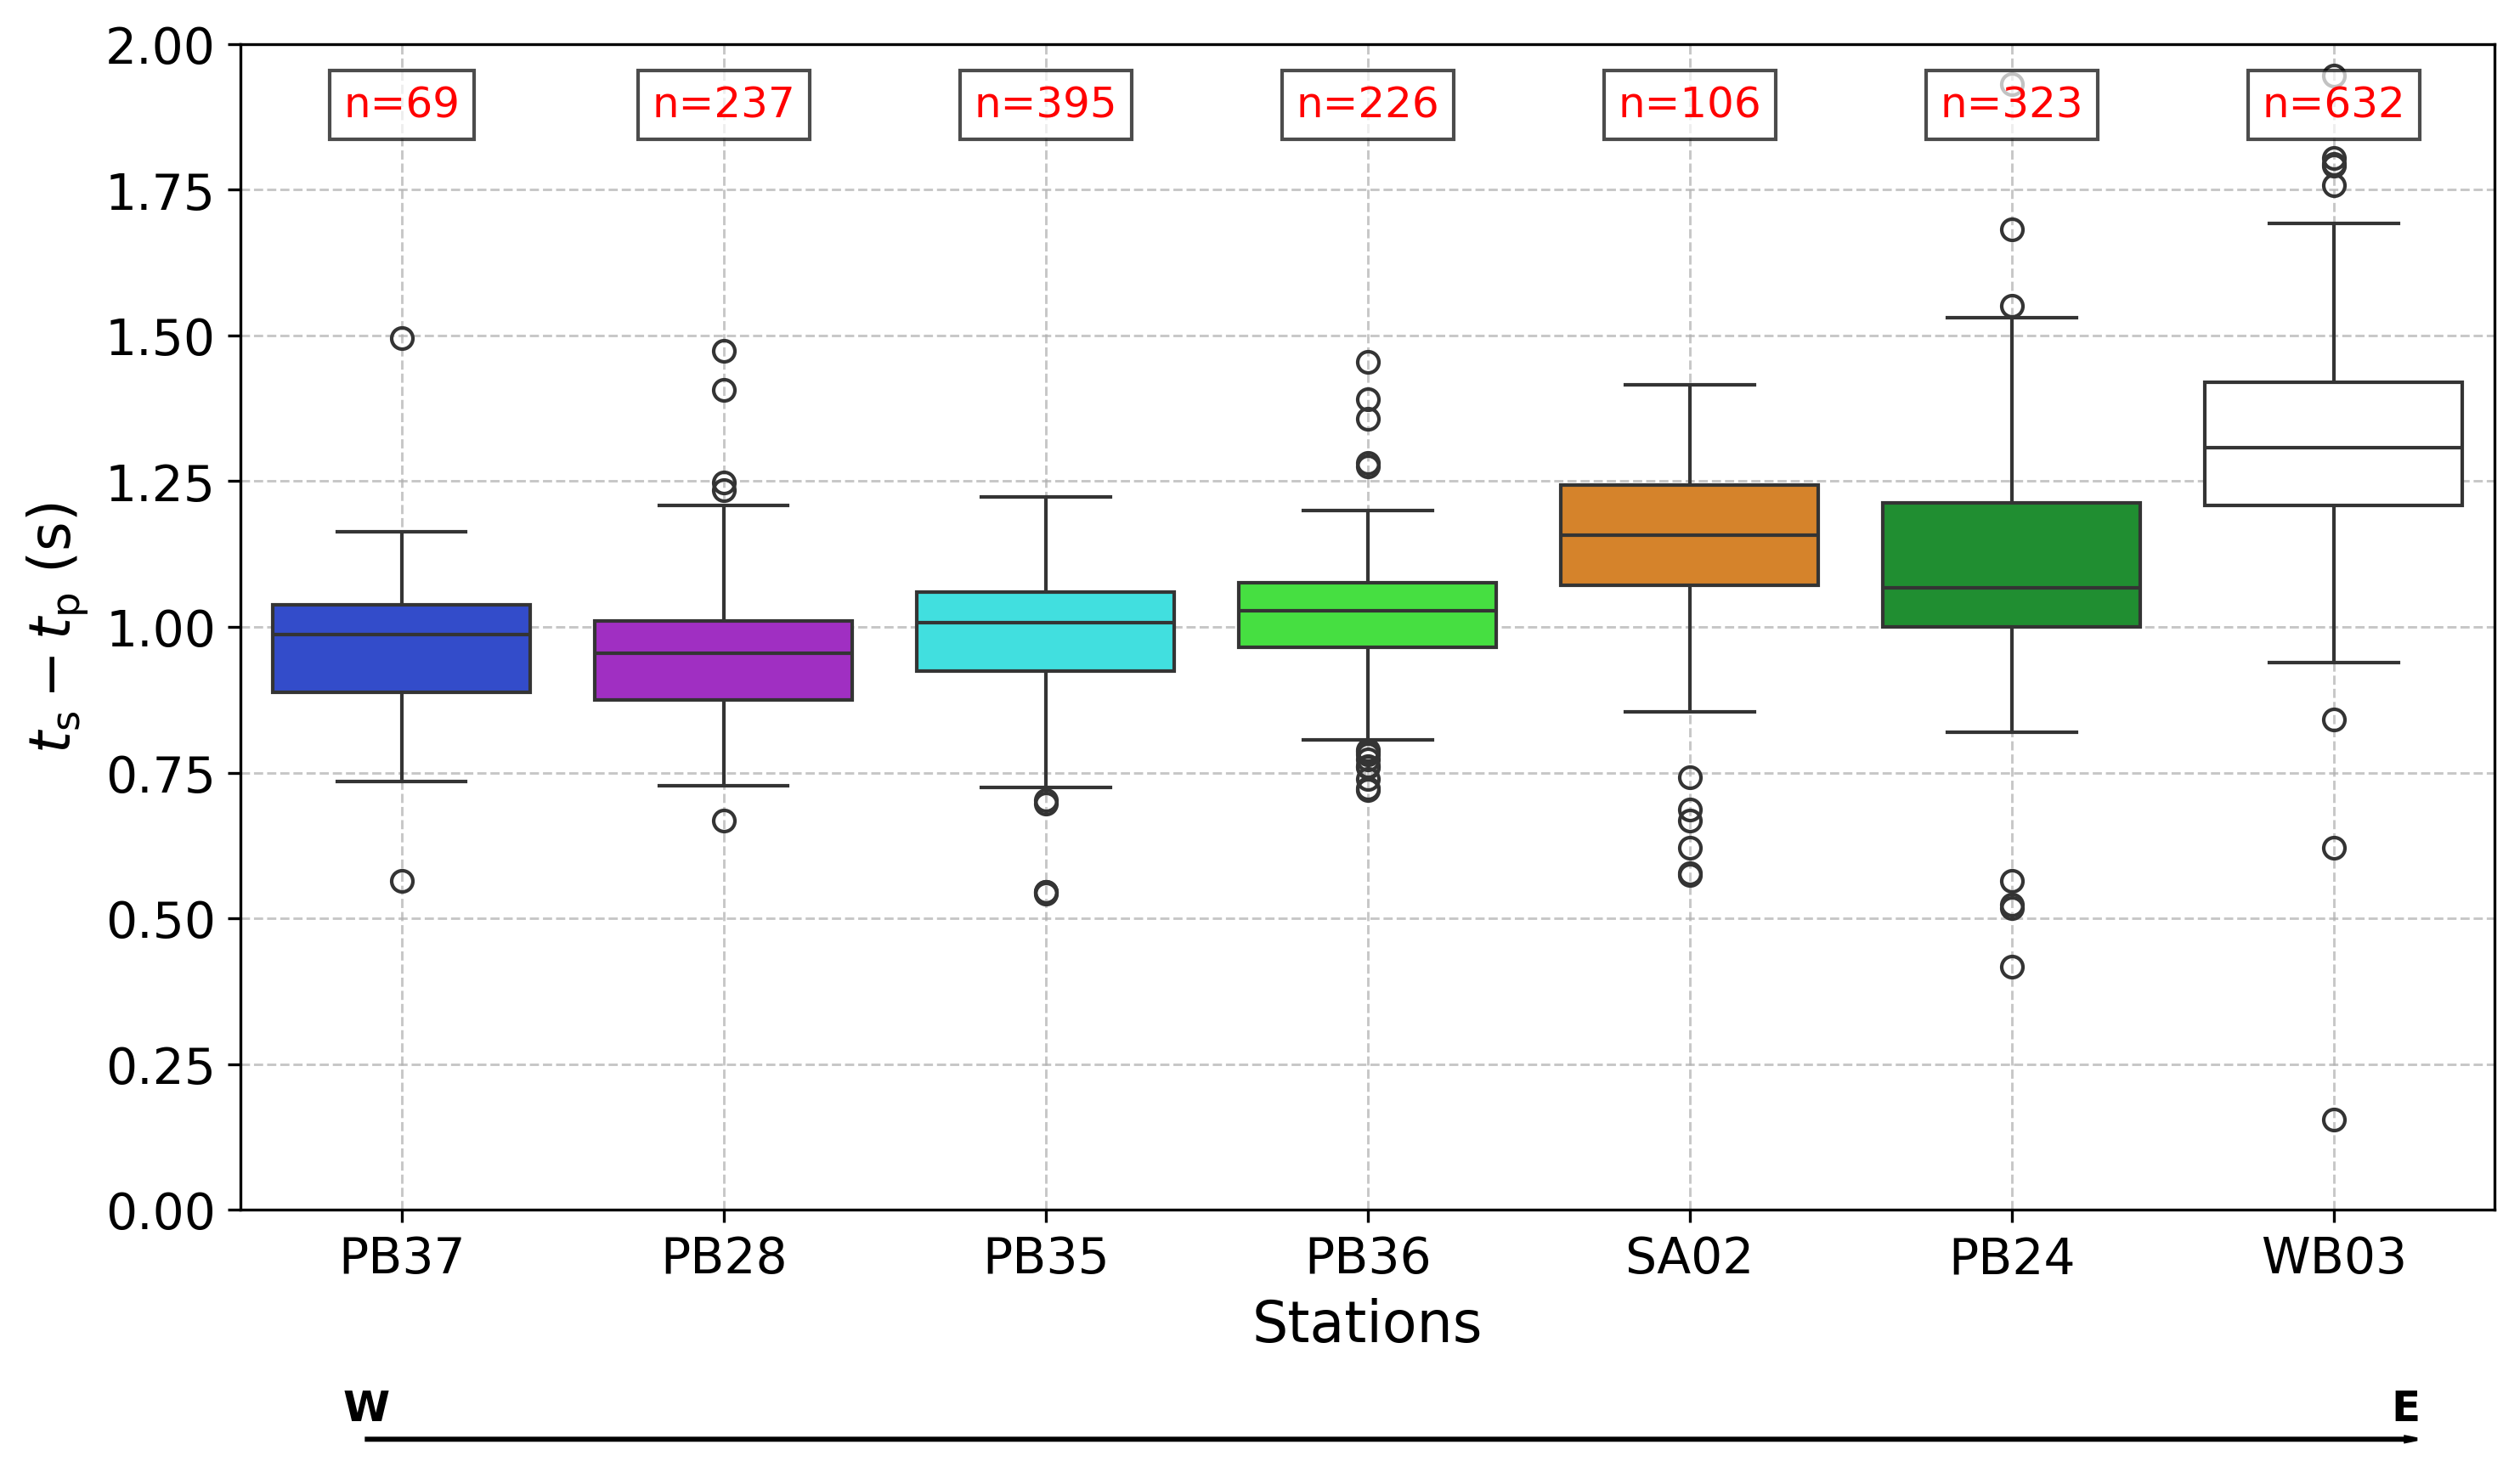 2.00
n=69 n=237 n=395 n=226 n=106 n=323 n=632
1.75
1.50
1.25
1.00
0.75
0.50
0.25
0.00
tₛ − tₚ (s)
PB37 PB28 PB35 PB36 SA02 PB24 WB03
Stations
W E